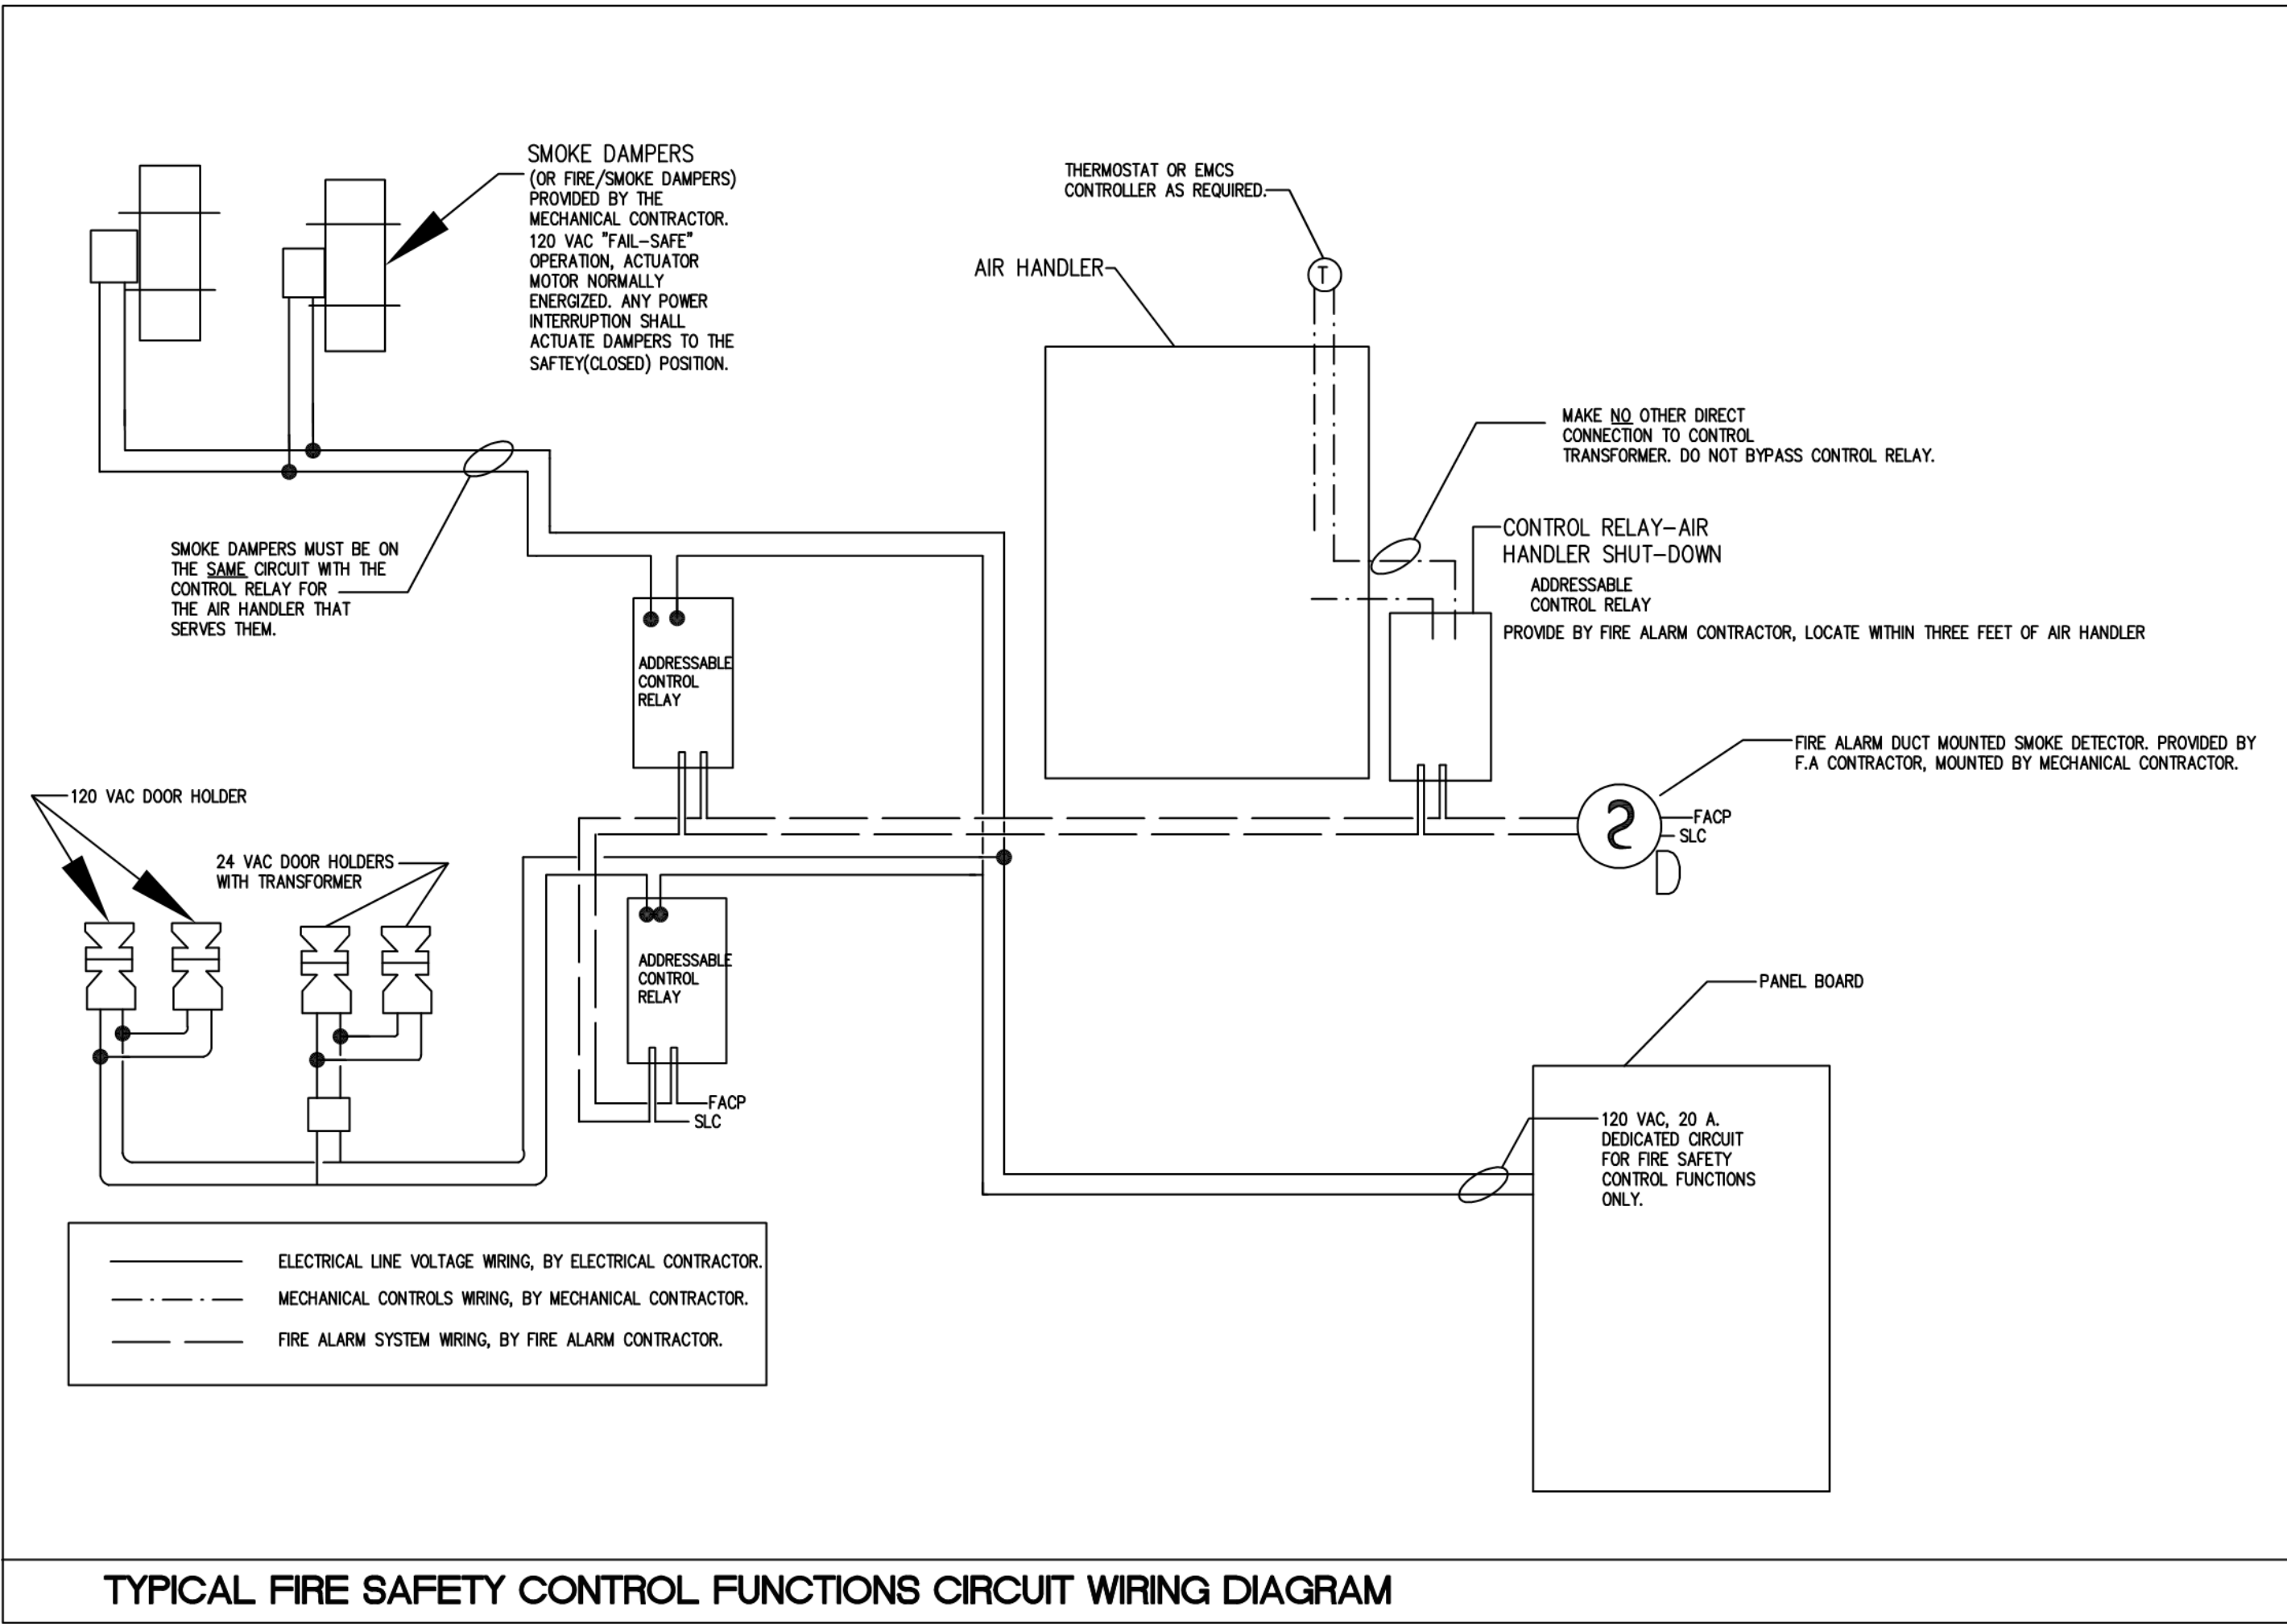 SMOKE DAMPERS
(OR FIRE/SMOKE DAMPERS)
PROVIDED BY THE
MECHANICAL CONTRACTOR.
120 VAC "FAIL-SAFE"
OPERATION, ACTUATOR
MOTOR NORMALLY
ENERGIZED. ANY POWER
INTERRUPTION SHALL
ACTUATE DAMPERS TO THE
SAFTEY(CLOSED) POSITION.
THERMOSTAT OR EMCS
CONTROLLER AS REQUIRED.
AIR HANDLER
T
MAKE NO OTHER DIRECT
CONNECTION TO CONTROL
TRANSFORMER. DO NOT BYPASS CONTROL RELAY.
SMOKE DAMPERS MUST BE ON
THE SAME CIRCUIT WITH THE
CONTROL RELAY FOR
THE AIR HANDLER THAT
SERVES THEM.
CONTROL RELAY-AIR
HANDLER SHUT-DOWN
ADDRESSABLE
CONTROL RELAY
PROVIDE BY FIRE ALARM CONTRACTOR, LOCATE WITHIN THREE FEET OF AIR HANDLER
ADDRESSABLE
CONTROL
RELAY
FIRE ALARM DUCT MOUNTED SMOKE DETECTOR. PROVIDED BY
F.A CONTRACTOR, MOUNTED BY MECHANICAL CONTRACTOR.
FACP
SLC
S
D
120 VAC DOOR HOLDER
24 VAC DOOR HOLDERS
WITH TRANSFORMER
ADDRESSABLE
CONTROL
RELAY
FACP
SLC
PANEL BOARD
120 VAC, 20 A.
DEDICATED CIRCUIT
FOR FIRE SAFETY
CONTROL FUNCTIONS
ONLY.
ELECTRICAL LINE VOLTAGE WIRING, BY ELECTRICAL CONTRACTOR.
MECHANICAL CONTROLS WIRING, BY MECHANICAL CONTRACTOR.
FIRE ALARM SYSTEM WIRING, BY FIRE ALARM CONTRACTOR.
TYPICAL FIRE SAFETY CONTROL FUNCTIONS CIRCUIT WIRING DIAGRAM